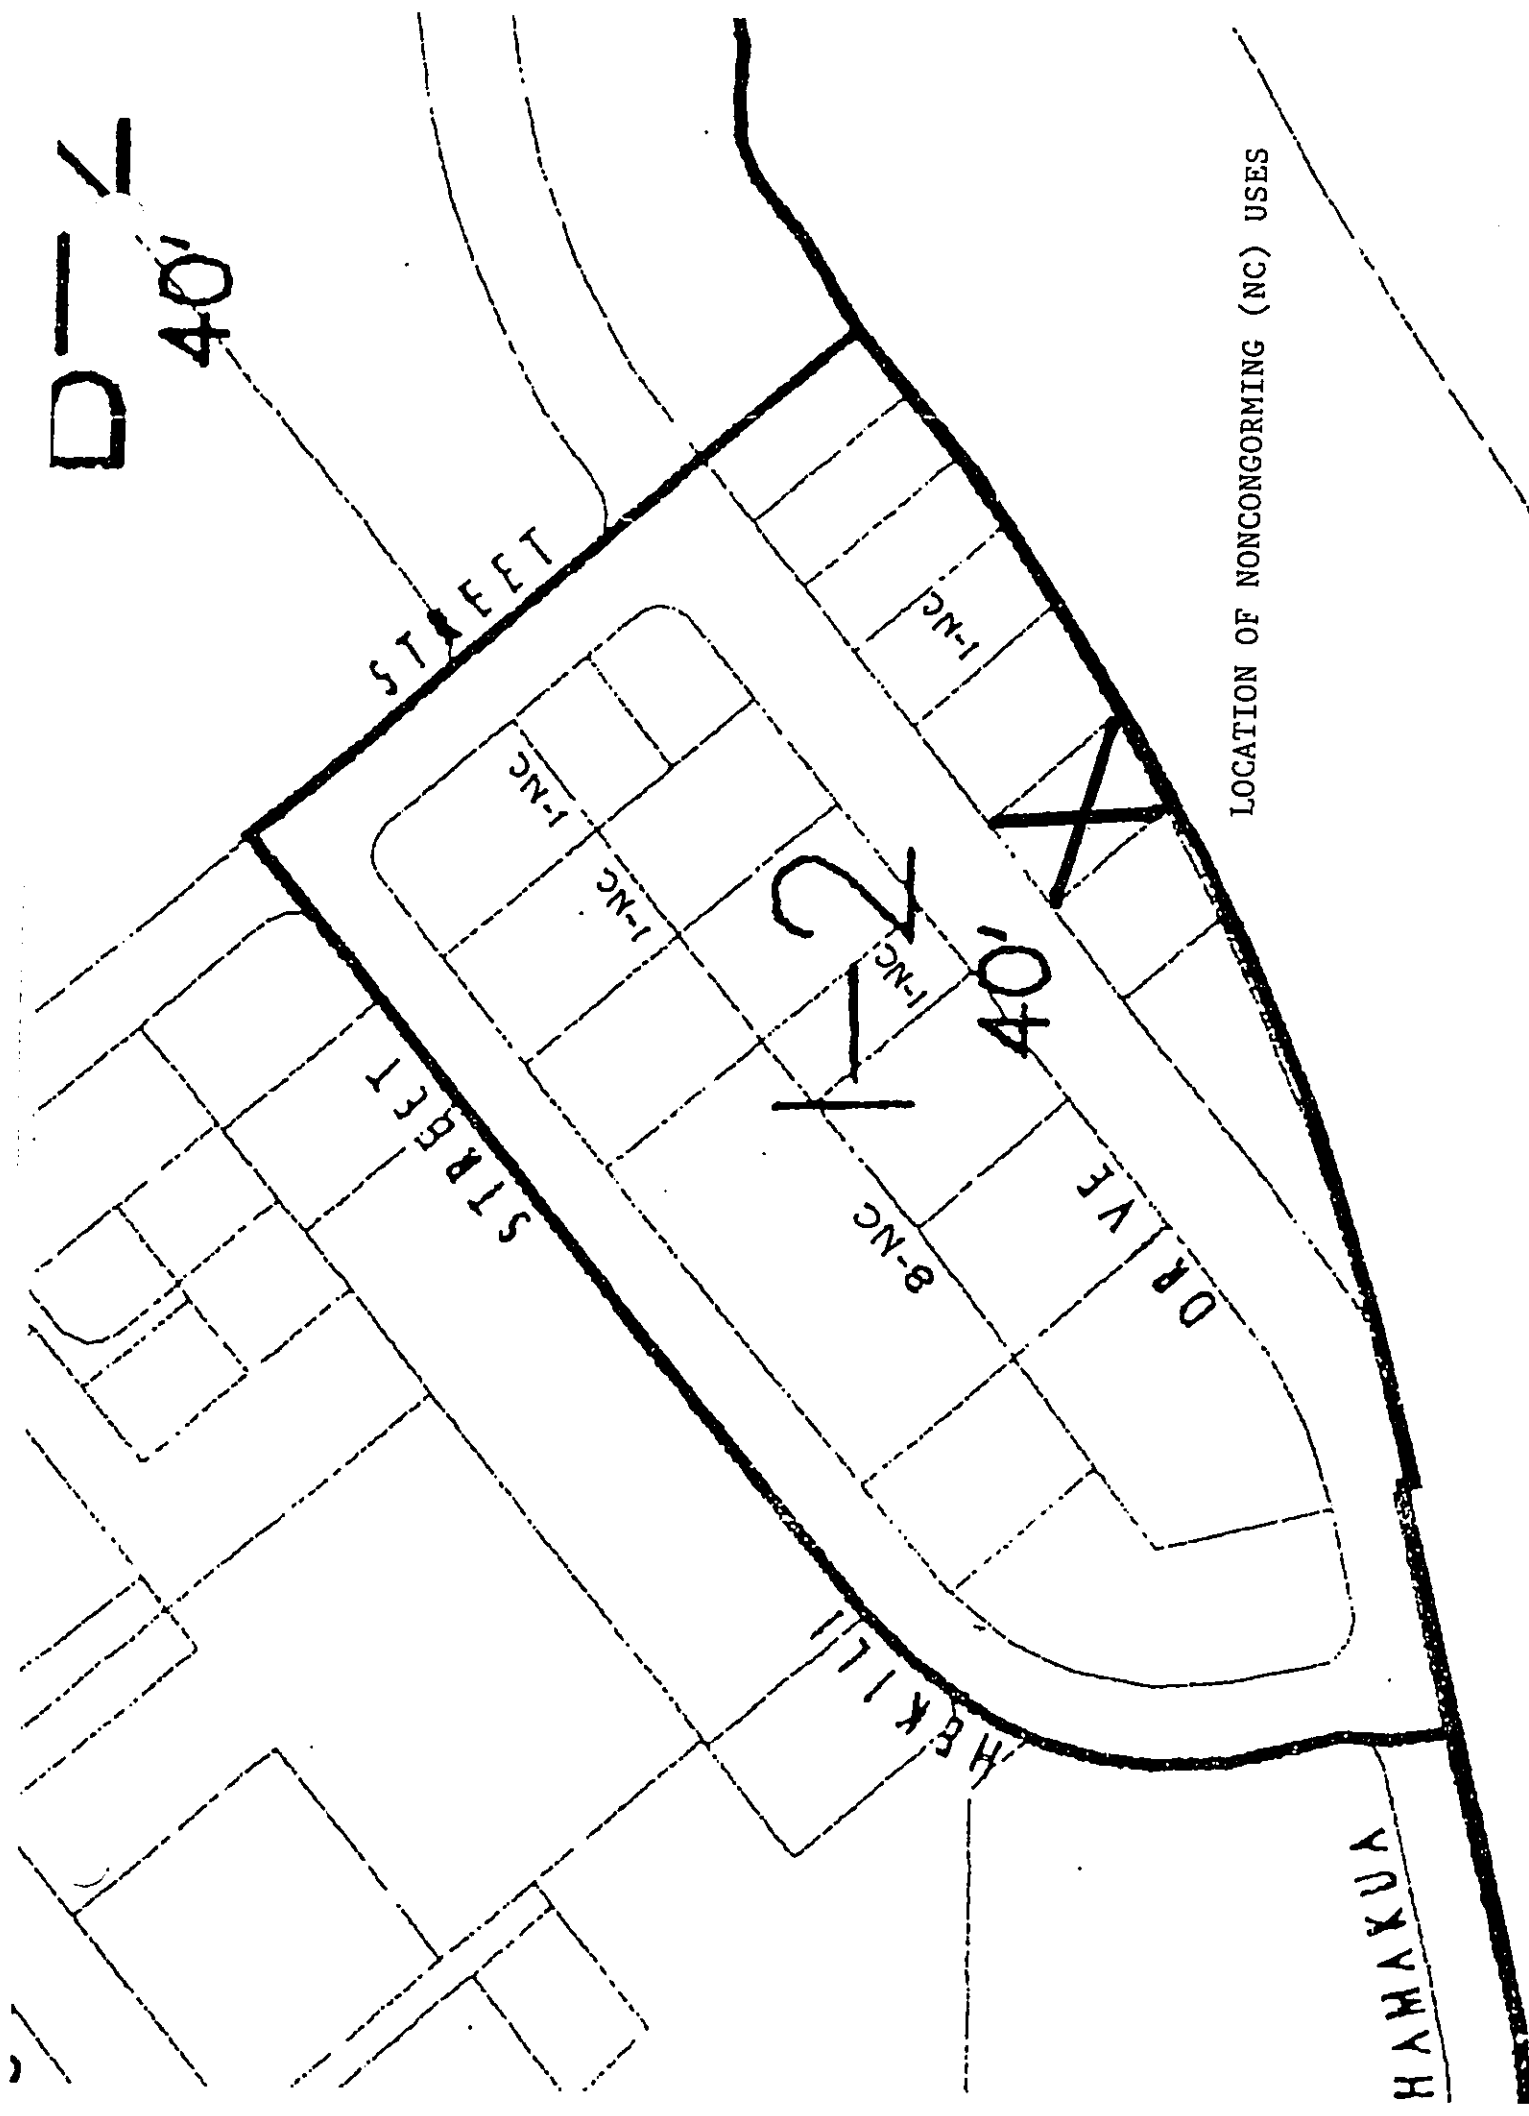 40'
STREET
1-NC
1-NC
1-NC
1-NC
I-2
40'
STREET
8-NC
DRIVE
HEKILI
HAMAKUA
LOCATION OF NONCONGORMING (NC) USES